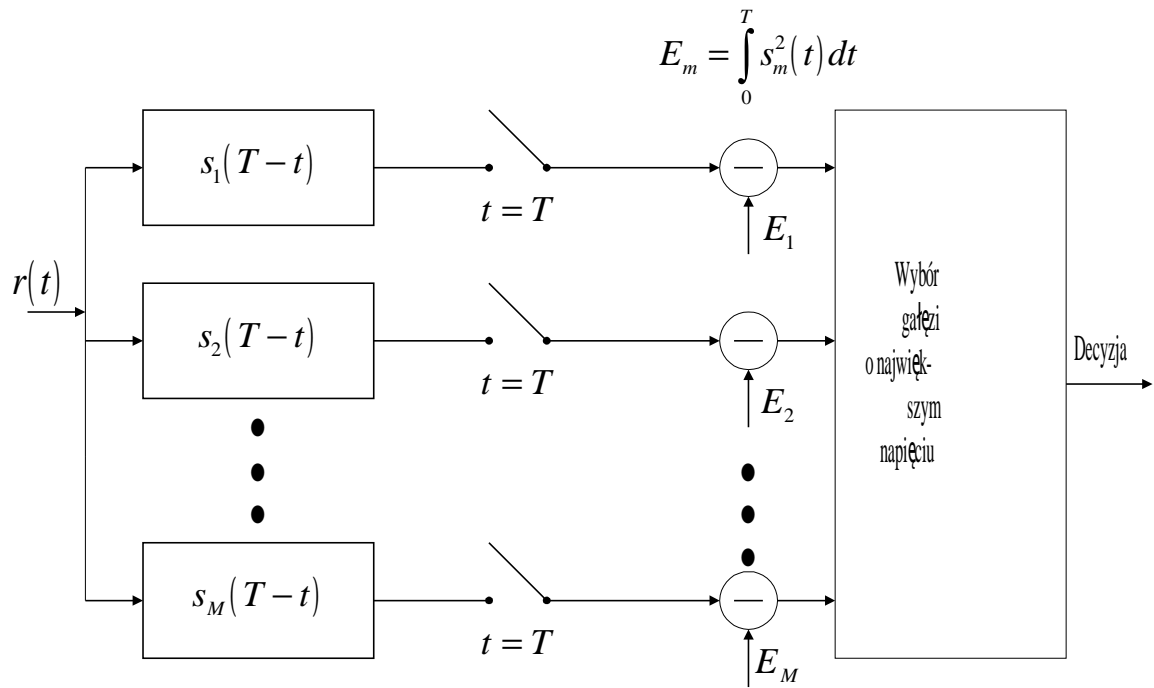 E_m = ∫_0^T s_m^2(t) dt
s_1(T − t)
t = T
−
E_1
r(t)
s_2(T − t)
t = T
−
E_2
Wybór
gałęzi
o najwięk-
szym
napięciu
Decyzja
s_M(T − t)
t = T
−
E_M